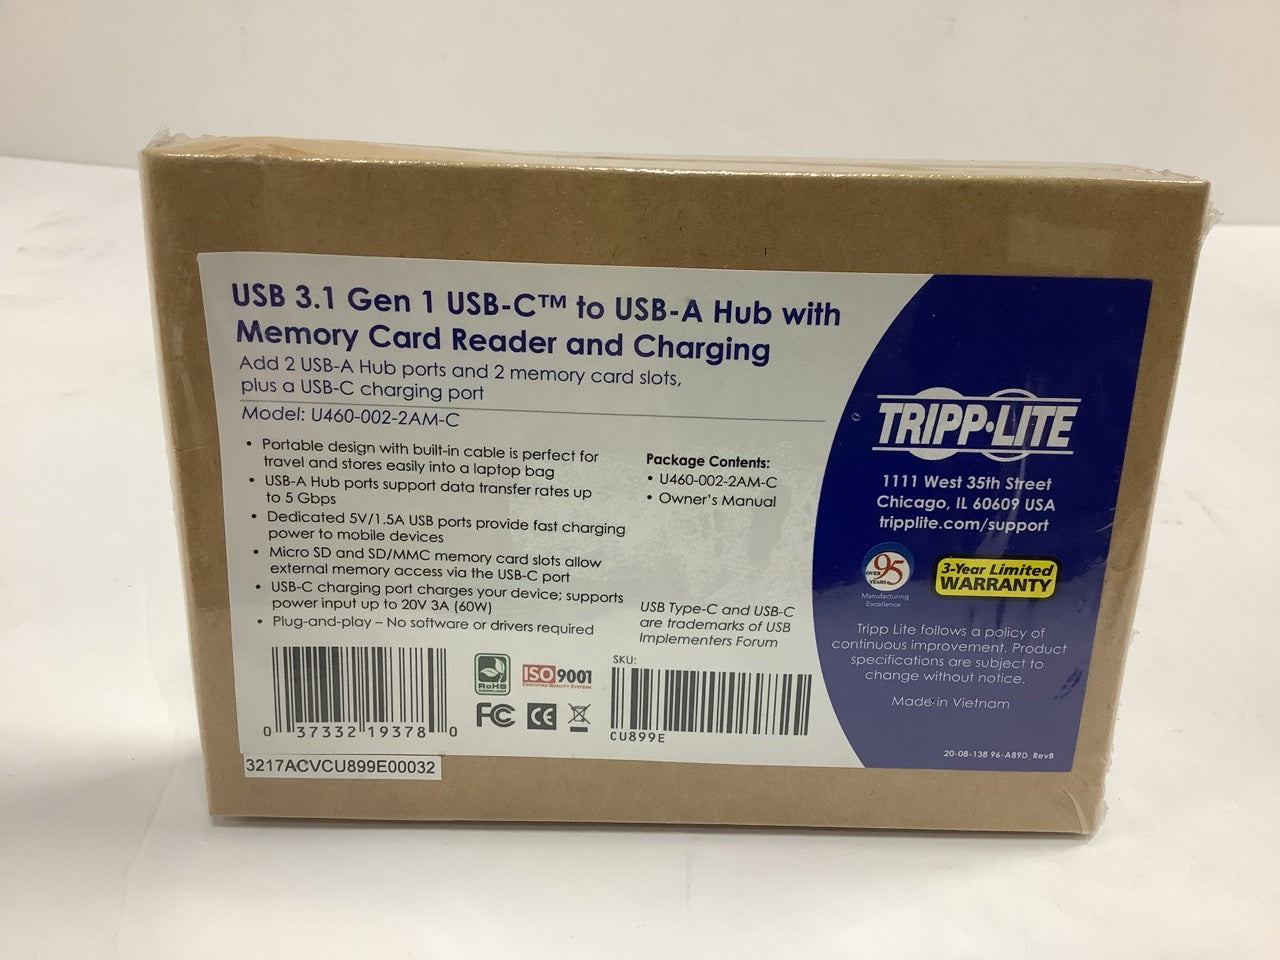 USB 3.1 Gen 1 USB-C™ to USB-A Hub with
Memory Card Reader and Charging
Add 2 USB-A Hub ports and 2 memory card slots,
plus a USB-C charging port
Model: U460-002-2AM-C
• Portable design with built-in cable is perfect for
travel and stores easily into a laptop bag
• USB-A Hub ports support data transfer rates up
to 5 Gbps
• Dedicated 5V/1.5A USB ports provide fast charging
power to mobile devices
• Micro SD and SD/MMC memory card slots allow
external memory access via the USB-C port
• USB-C charging port charges your device; supports
power input up to 20V 3A (60W)
• Plug-and-play – No software or drivers required
Package Contents:
• U460-002-2AM-C
• Owner's Manual
USB Type-C and USB-C
are trademarks of USB
Implementers Forum
0 37332 19378 0
3217ACVCU899E00032
RoHS
COMPLIANT
ISO 9001
CERTIFIED QUALITY SYSTEMS
FC CE
SKU:
CU899E
TRIPP·LITE
1111 West 35th Street
Chicago, IL 60609 USA
tripplite.com/support
OVER
95
YEARS
Manufacturing
Excellence
3-Year Limited
WARRANTY
Tripp Lite follows a policy of
continuous improvement. Product
specifications are subject to
change without notice.
Made in Vietnam
20-08-138 96-A89D_RevB